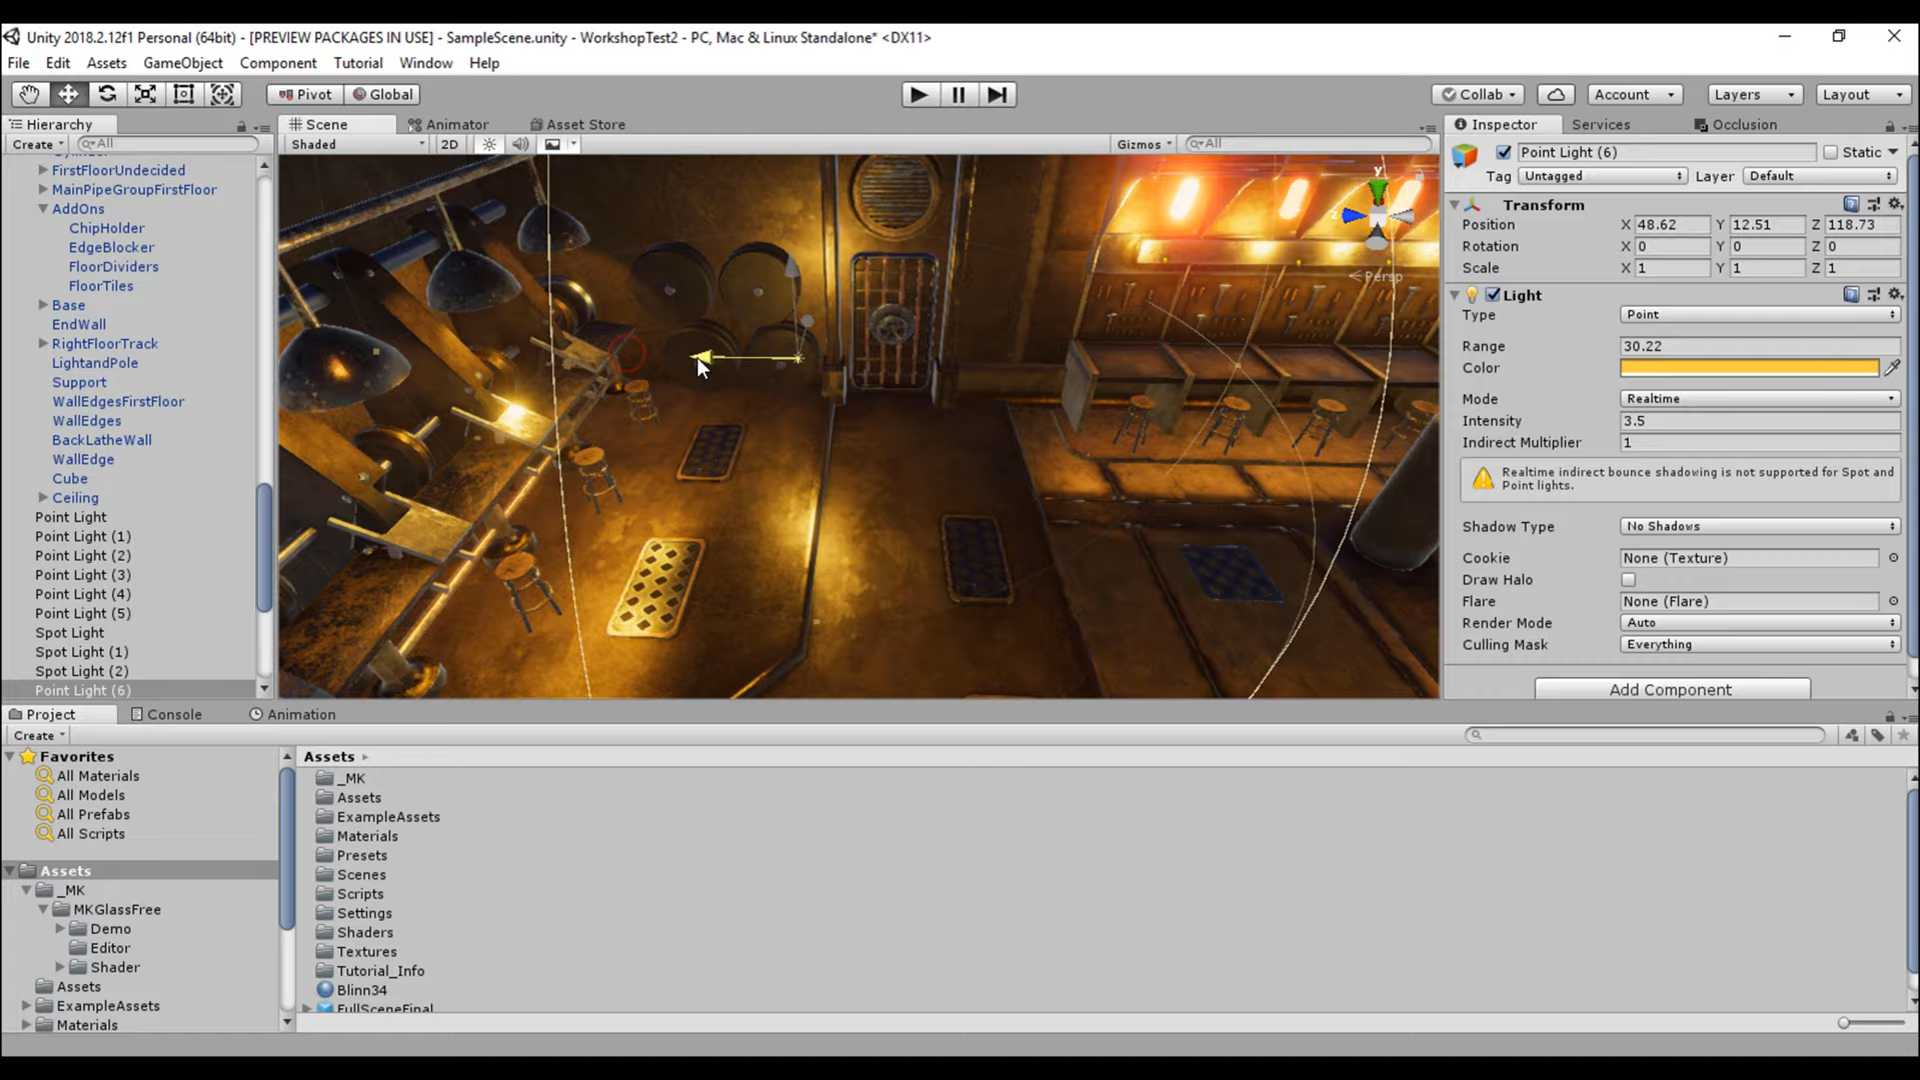 Unity 2018.2.12f1 Personal (64bit) - [PREVIEW PACKAGES IN USE] - SampleScene.unity - WorkshopTest2 - PC, Mac & Linux Standalone* <DX11>
File Edit Assets GameObject Component Tutorial Window Help
Pivot Global Collab Account Layers Layout
Hierarchy Scene Animator Asset Store Inspector Services Occlusion
Create All Shaded 2D Gizmos All
FirstFloorUndecided
MainPipeGroupFirstFloor
AddOns
ChipHolder
EdgeBlocker
FloorDividers
FloorTiles
Base
EndWall
RightFloorTrack
LightandPole
Support
WallEdgesFirstFloor
WallEdges
BackLatheWall
WallEdge
Cube
Ceiling
Point Light
Point Light (1)
Point Light (2)
Point Light (3)
Point Light (4)
Point Light (5)
Spot Light
Spot Light (1)
Spot Light (2)
Point Light (6)
y
z
Persp
Point Light (6) Static
Tag Untagged Layer Default
Transform
Position X 48.62 Y 12.51 Z 118.73
Rotation X 0 Y 0 Z 0
Scale X 1 Y 1 Z 1
Light
Type Point
Range 30.22
Color
Mode Realtime
Intensity 3.5
Indirect Multiplier 1
Realtime indirect bounce shadowing is not supported for Spot and
Point lights.
Shadow Type No Shadows
Cookie None (Texture)
Draw Halo
Flare None (Flare)
Render Mode Auto
Culling Mask Everything
Add Component
Project Console Animation
Create
Favorites
All Materials
All Models
All Prefabs
All Scripts
Assets
_MK
MKGlassFree
Demo
Editor
Shader
Assets
ExampleAssets
Materials
Assets
_MK
Assets
ExampleAssets
Materials
Presets
Scenes
Scripts
Settings
Shaders
Textures
Tutorial_Info
Blinn34
FullSceneFinal